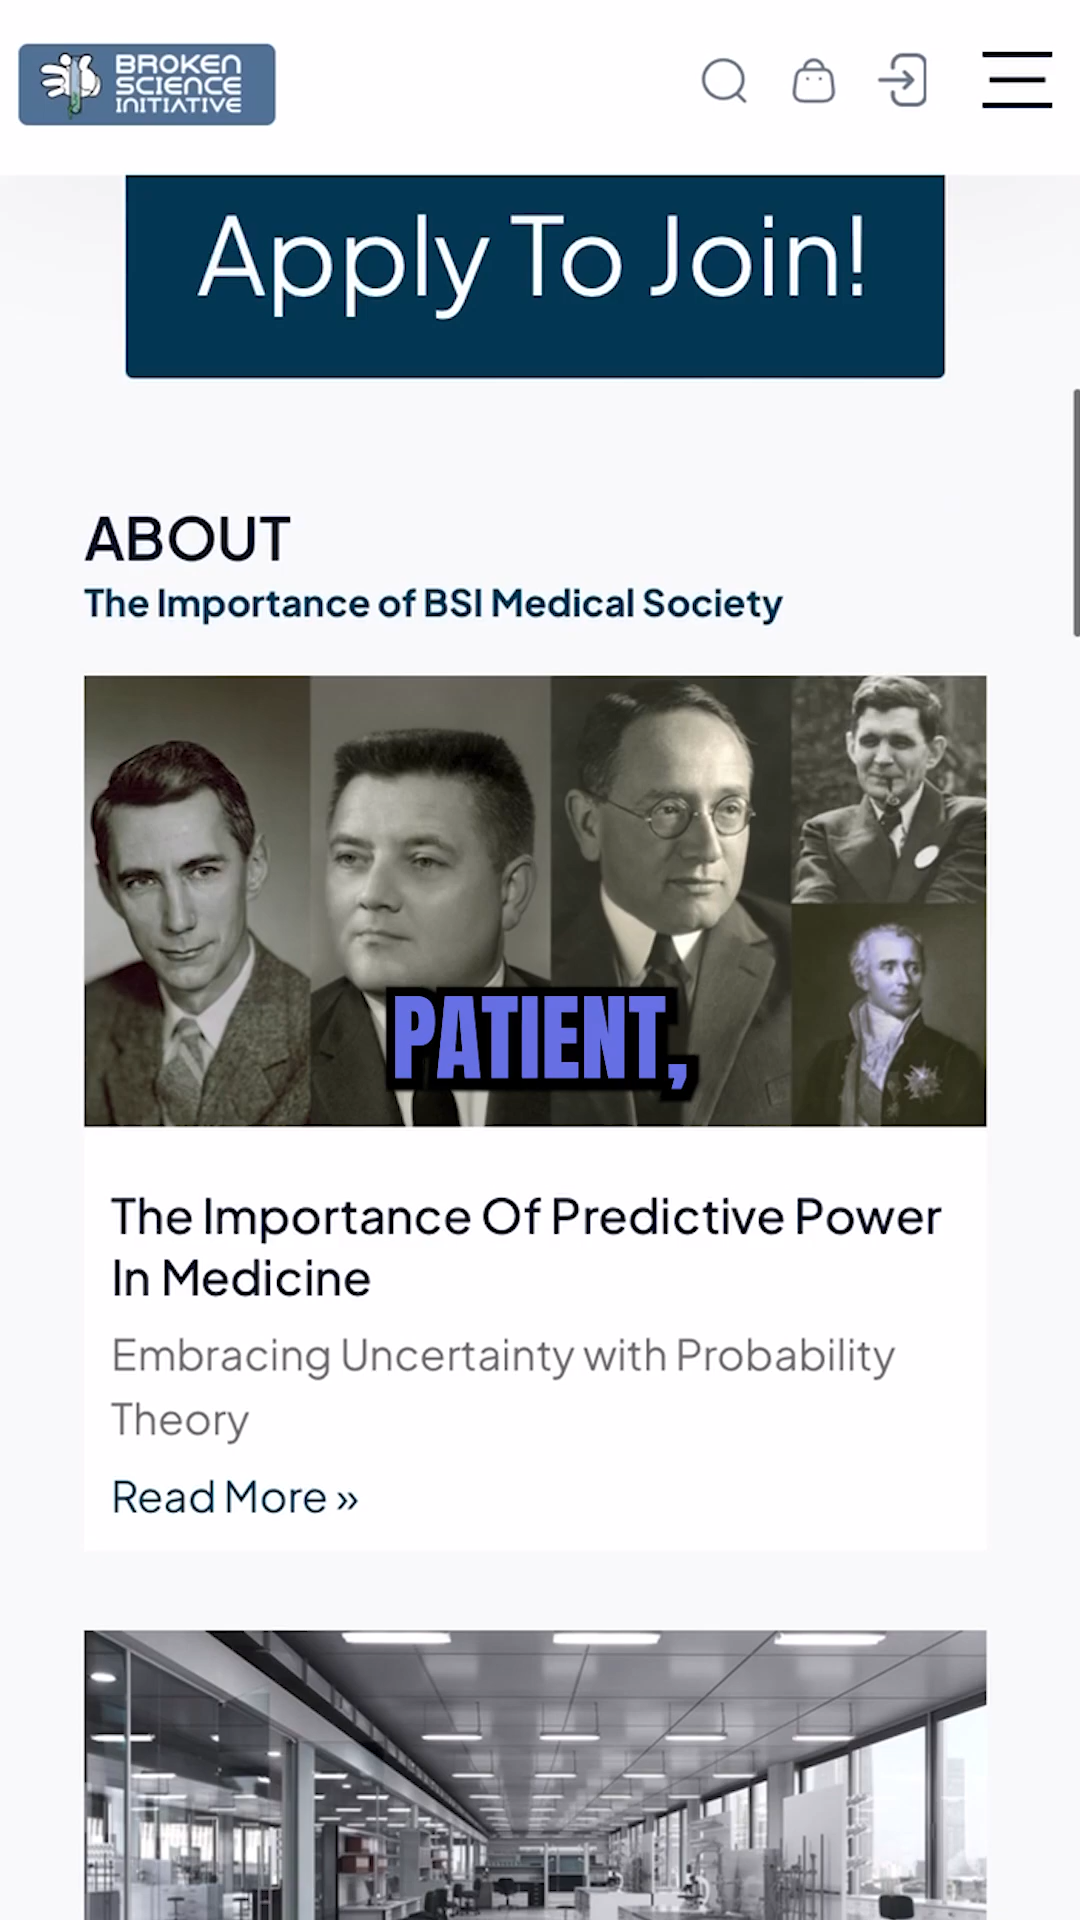 BROKEN
SCIENCE
INITIATIVE
Apply To Join!
ABOUT
The Importance of BSI Medical Society
PATIENT,
The Importance Of Predictive Power
In Medicine
Embracing Uncertainty with Probability
Theory
Read More »